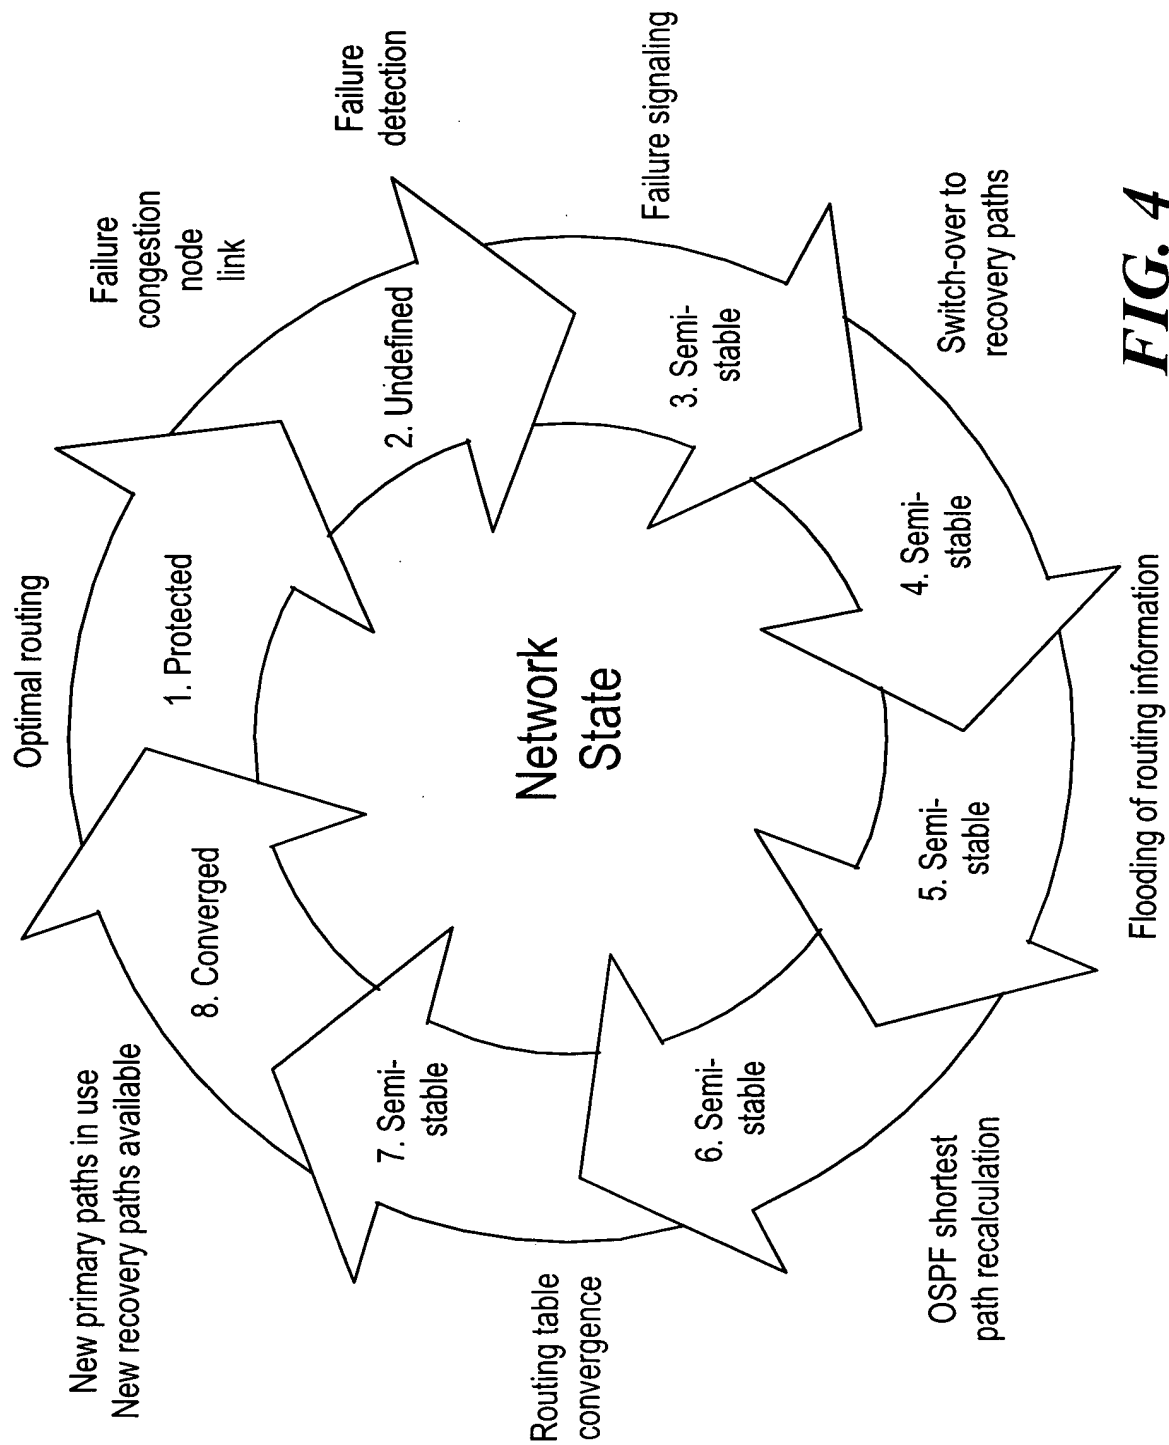 Optimal routing
1. Protected
Failure
congestion
node
link
2. Undefined
Failure
detection
3. Semi-
stable
Failure signaling
Switch-over to
recovery paths
4. Semi-
stable
Flooding of routing information
5. Semi-
stable
OSPF shortest
path recalculation
6. Semi-
stable
Routing table
convergence
7. Semi-
stable
New primary paths in use
New recovery paths available
8. Converged
Network
State
FIG. 4